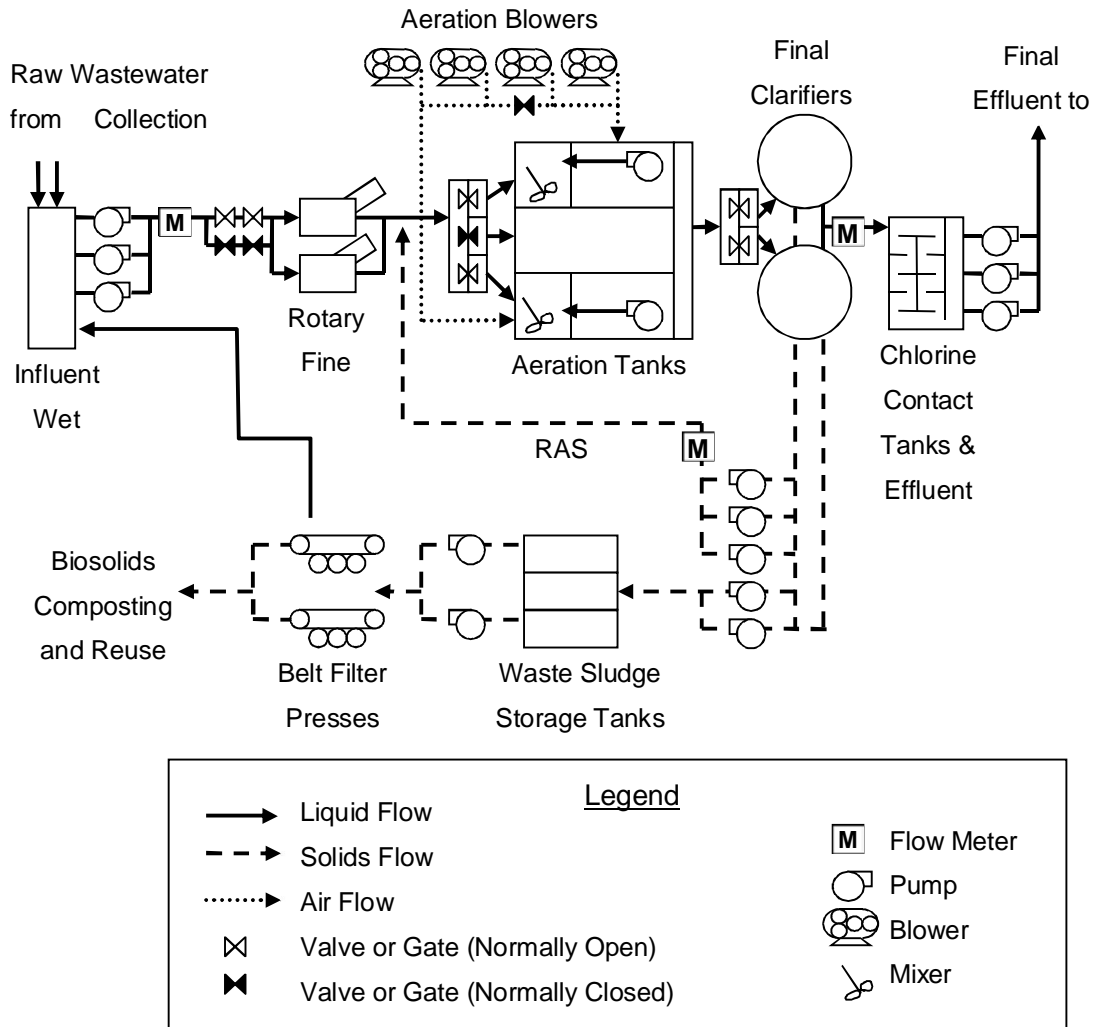 Aeration Blowers
Raw Wastewater
from Collection
Final
Clarifiers
Final
Effluent to
M
M
Rotary
Fine
Influent
Wet
Aeration Tanks
Chlorine
Contact
Tanks &
Effluent
RAS
M
Biosolids
Composting
and Reuse
Belt Filter
Presses
Waste Sludge
Storage Tanks
Legend
Liquid Flow
Solids Flow
Air Flow
Valve or Gate (Normally Open)
Valve or Gate (Normally Closed)
M Flow Meter
Pump
Blower
Mixer